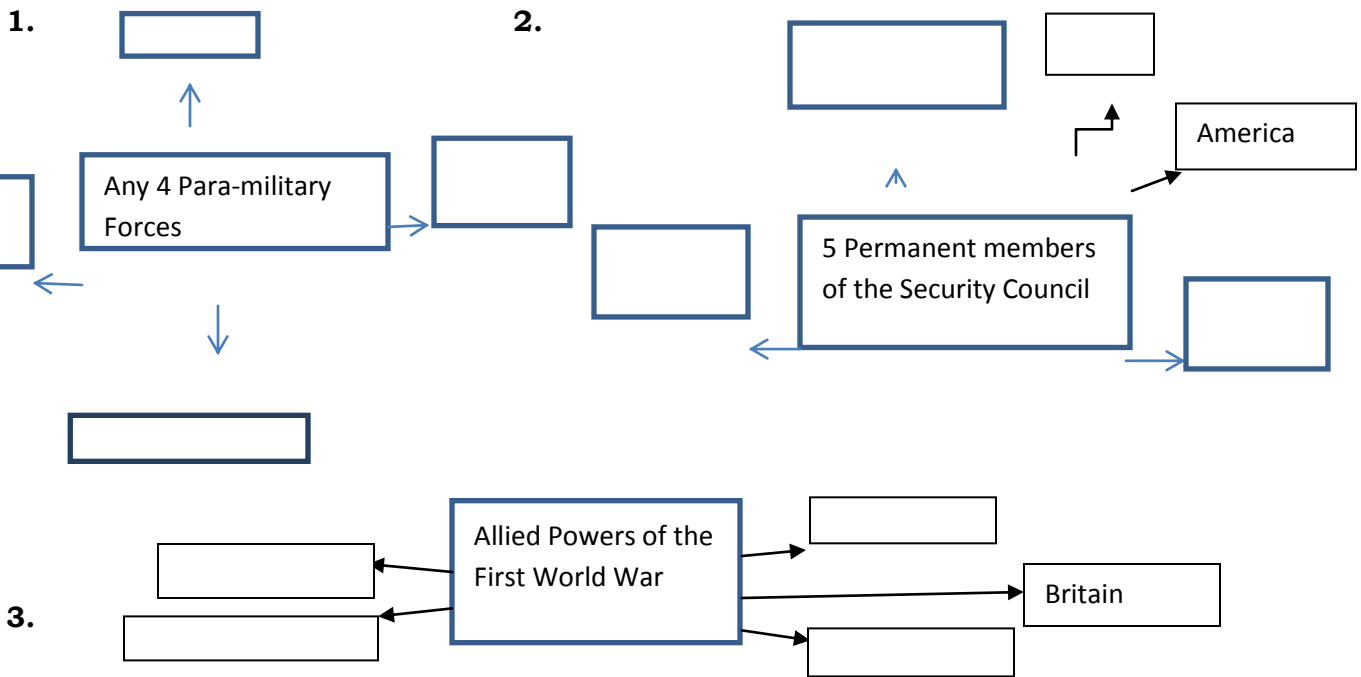 1.
Any 4 Para-military
Forces
2.
America
5 Permanent members
of the Security Council
3.
Allied Powers of the
First World War
Britain